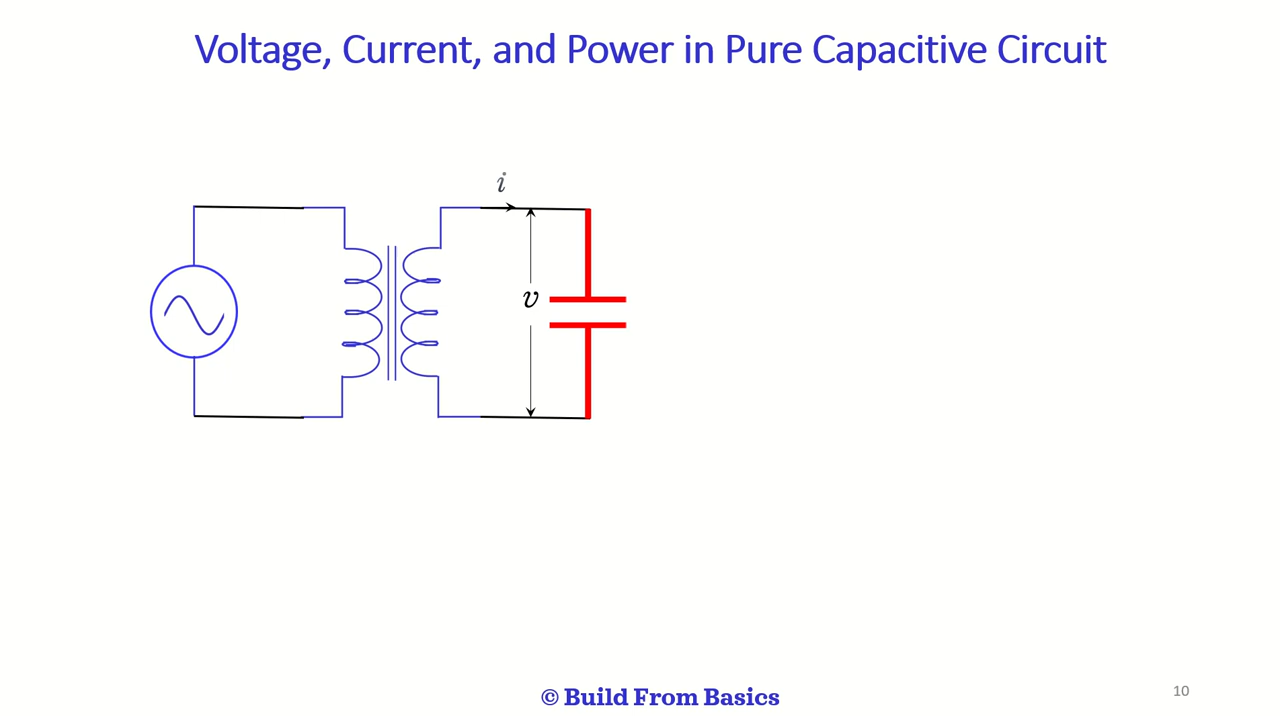 Voltage, Current, and Power in Pure Capacitive Circuit
i
v
© Build From Basics
10